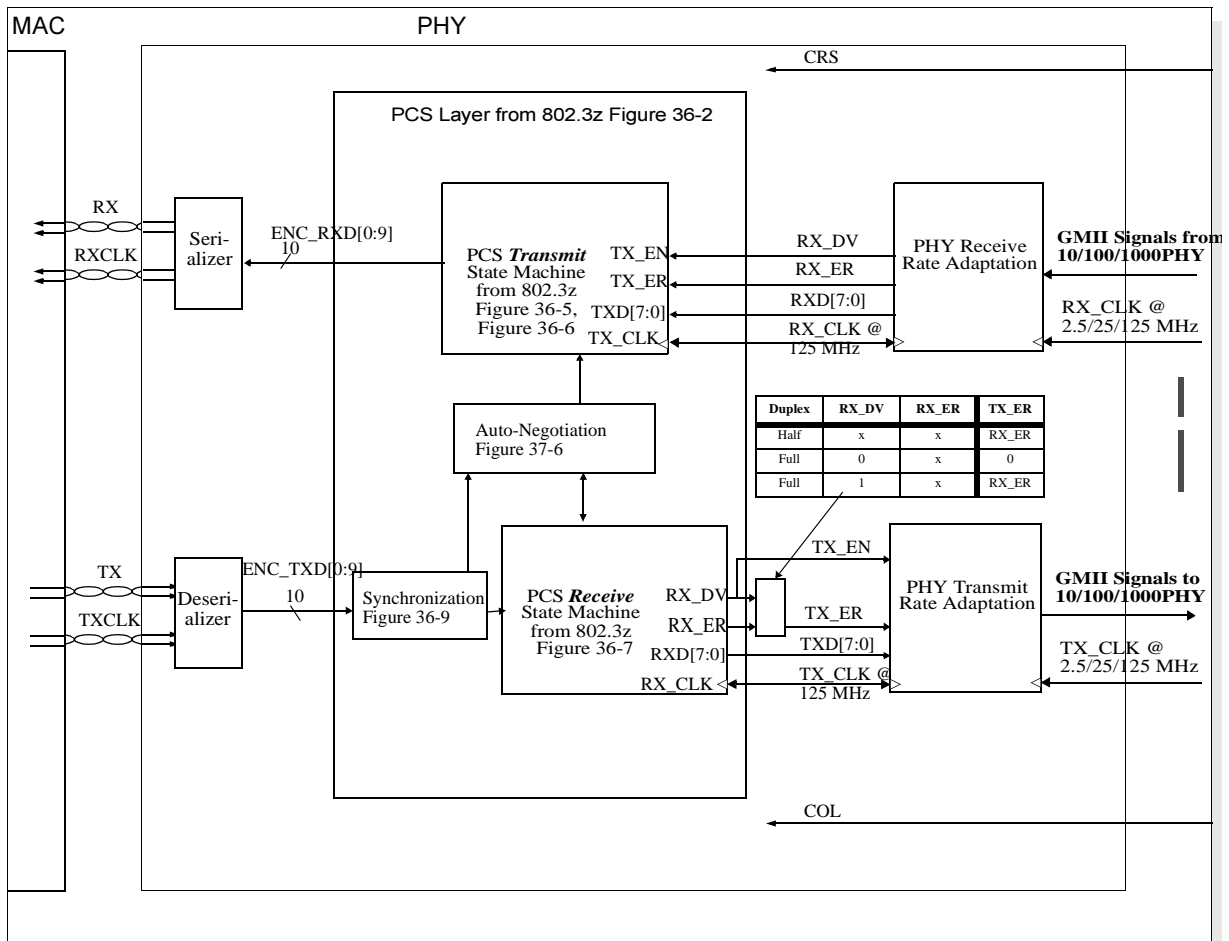 MAC
PHY
CRS
PCS Layer from 802.3z Figure 36-2
RX
RXCLK
Seri-
alizer
ENC_RXD[0:9]
10
PCS Transmit
State Machine
from 802.3z
Figure 36-5,
Figure 36-6
TX_EN
TX_ER
TXD[7:0]
TX_CLK
RX_DV
RX_ER
RXD[7:0]
RX_CLK @
125 MHz
PHY Receive
Rate Adaptation
GMII Signals from
10/100/1000PHY
RX_CLK @
2.5/25/125 MHz
Auto-Negotiation
Figure 37-6
Duplex RX_DV RX_ER TX_ER
Half x x RX_ER
Full 0 x 0
Full 1 x RX_ER
TX
TXCLK
Deseri-
alizer
ENC_TXD[0:9]
10
Synchronization
Figure 36-9
PCS Receive
State Machine
from 802.3z
Figure 36-7
RX_DV
RX_ER
RXD[7:0]
RX_CLK
TX_EN
TX_ER
TXD[7:0]
TX_CLK @
125 MHz
PHY Transmit
Rate Adaptation
GMII Signals to
10/100/1000PHY
TX_CLK @
2.5/25/125 MHz
COL